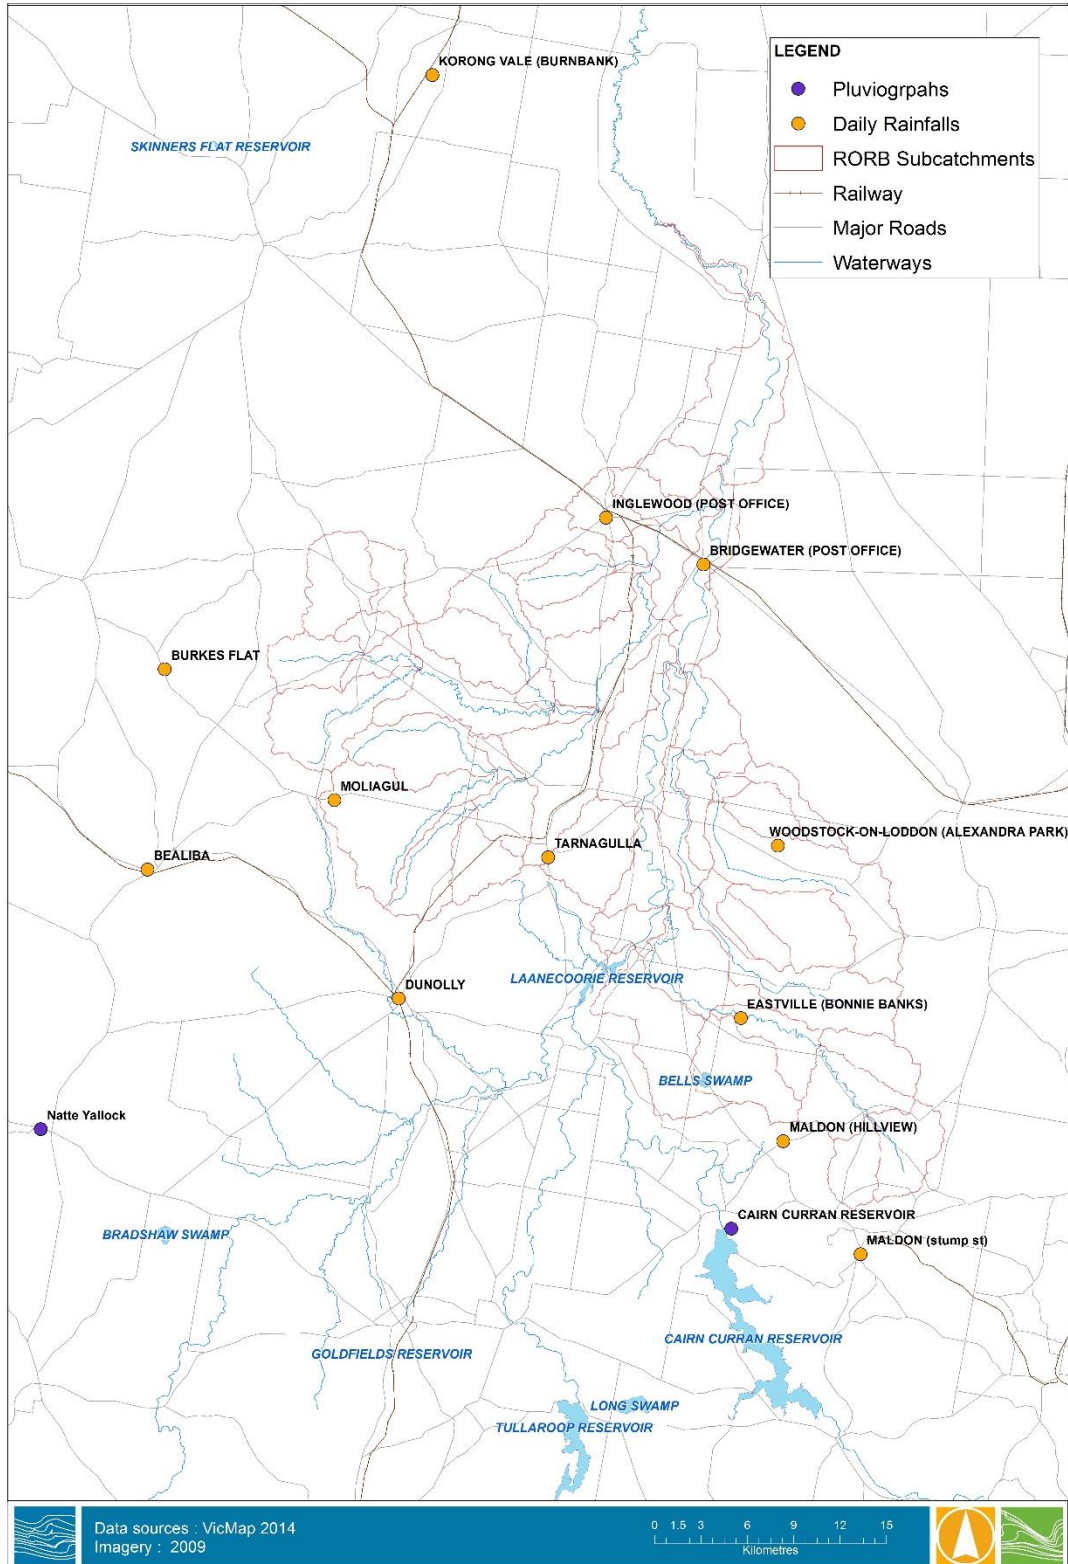 KORONG VALE (BURNBANK)
LEGEND
Pluviogrpahs
Daily Rainfalls
RORB Subcatchments
Railway
Major Roads
Waterways
SKINNERS FLAT RESERVOIR
INGLEWOOD (POST OFFICE)
BRIDGEWATER (POST OFFICE)
BURKES FLAT
MOLIAGUL
WOODSTOCK-ON-LODDON (ALEXANDRA PARK)
TARNAGULLA
BEALIBA
LAANECOORIE RESERVOIR
DUNOLLY
EASTVILLE (BONNIE BANKS)
BELLS SWAMP
Natte Yallock
MALDON (HILLVIEW)
CAIRN CURRAN RESERVOIR
BRADSHAW SWAMP
MALDON (stump st)
CAIRN CURRAN RESERVOIR
GOLDFIELDS RESERVOIR
LONG SWAMP
TULLAROOP RESERVOIR
Data sources : VicMap 2014
Imagery : 2009
0 1.5 3 6 9 12 15
Kilometres